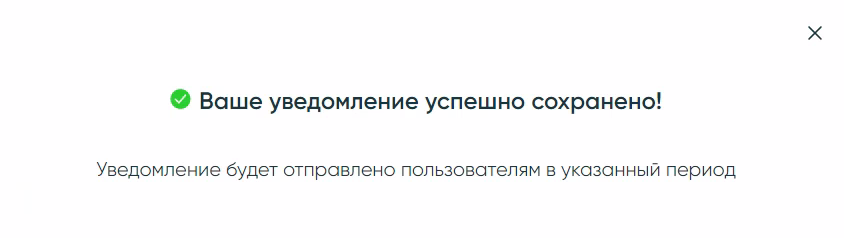 Ваше уведомление успешно сохранено!
Уведомление будет отправлено пользователям в указанный период